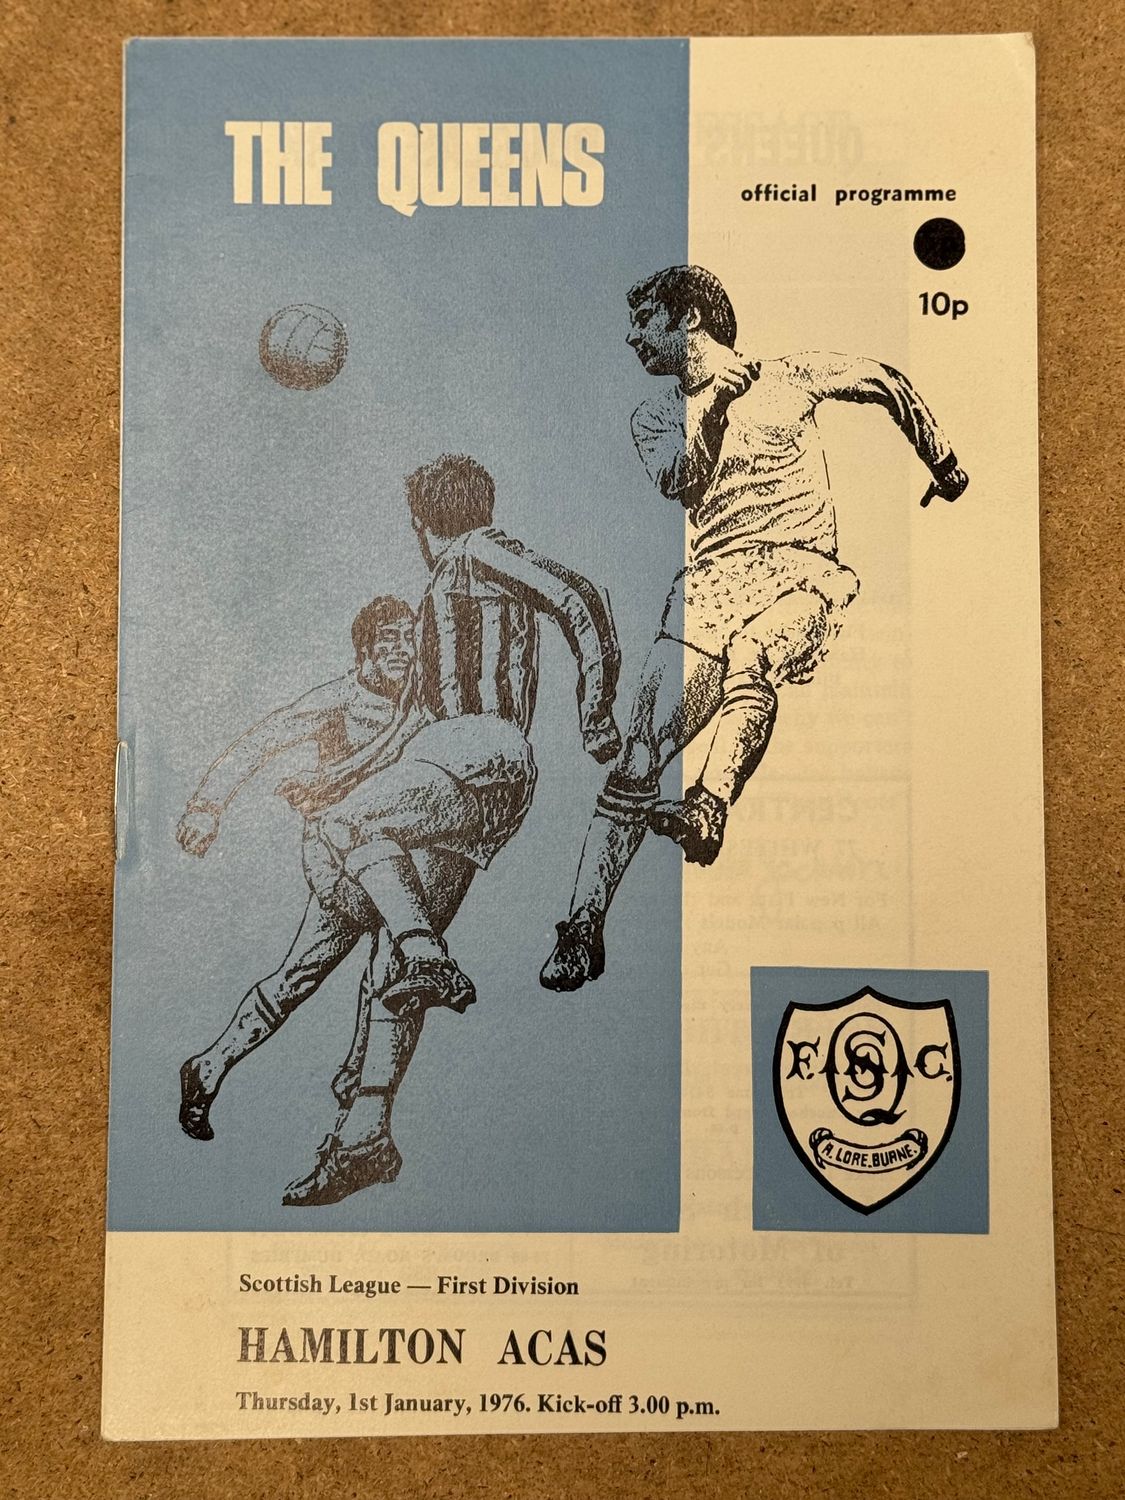 THE QUEENS
official programme
10p
F. QOS C.
A. LORE. BURNE.
Scottish League — First Division
HAMILTON ACAS
Thursday, 1st January, 1976. Kick-off 3.00 p.m.